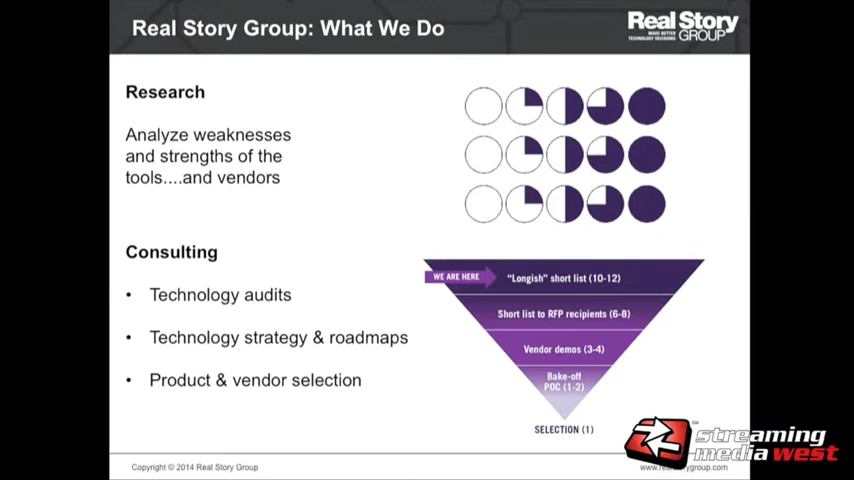 Real Story Group: What We Do
Real Story
MAKE BETTER
TECHNOLOGY DECISIONS
GROUP
Research
Analyze weaknesses
and strengths of the
tools....and vendors
Consulting
• Technology audits
• Technology strategy & roadmaps
• Product & vendor selection
WE ARE HERE
“Longish” short list (10-12)
Short list to RFP recipients (6-8)
Vendor demos (3-4)
Bake-off
POC (1-2)
SELECTION (1)
streaming
media west
SM
Copyright © 2014 Real Story Group